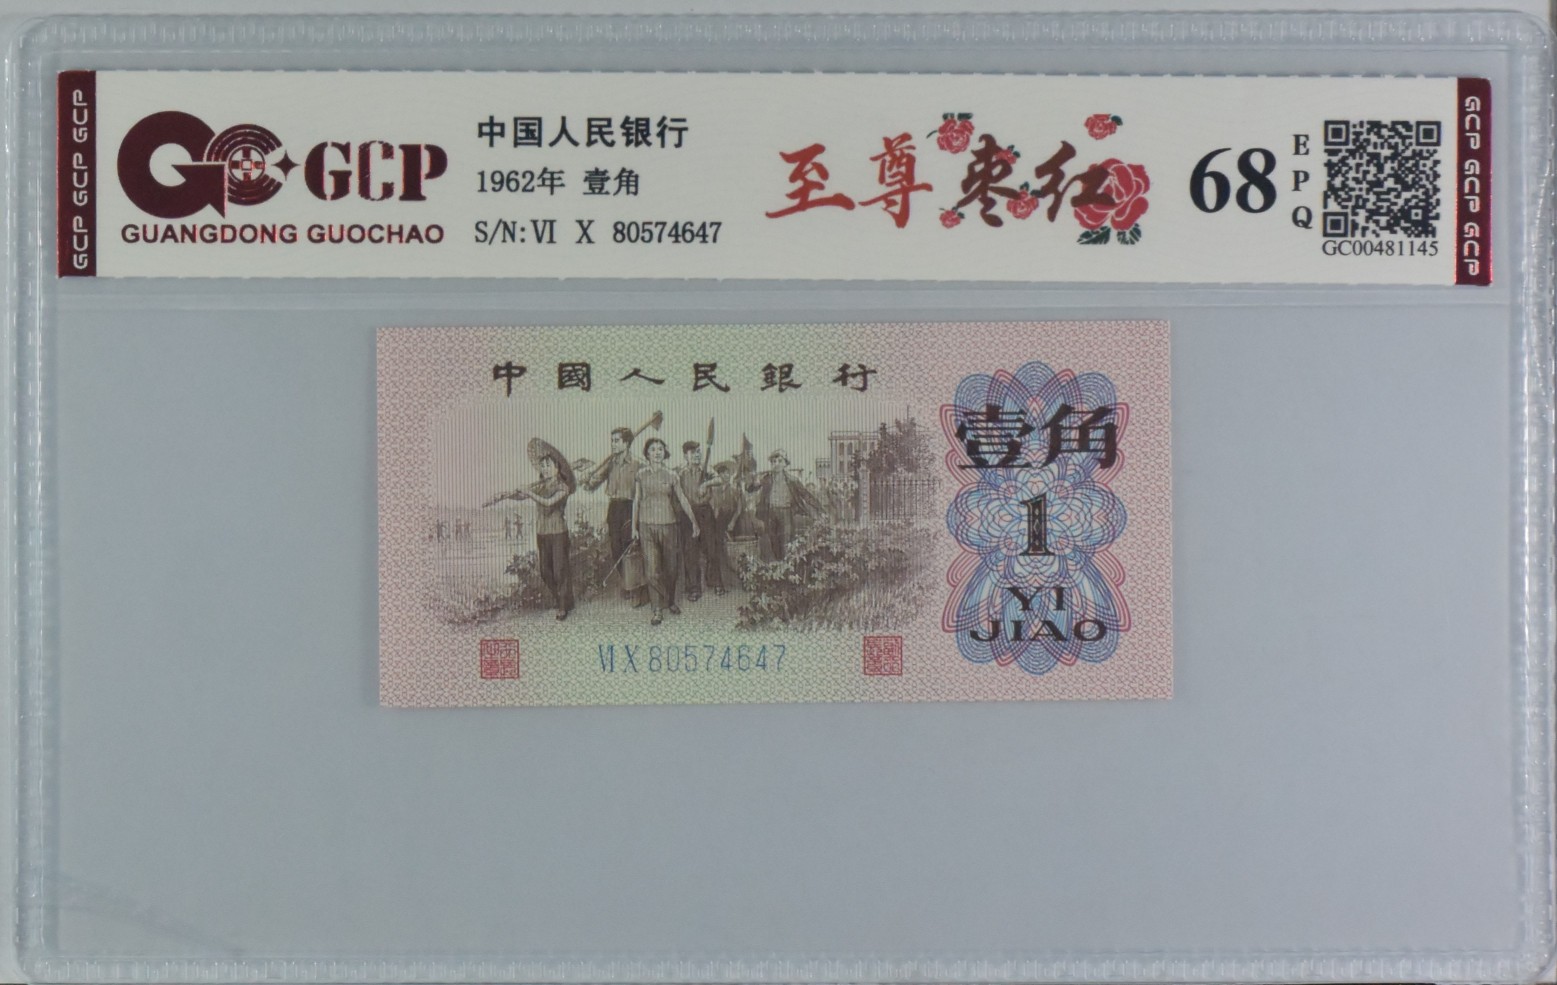 GCP GCP GCP
GCP
GUANGDONG GUOCHAO
中国人民银行
1962年 壹角
S/N: VI X 80574647
至尊枣红
68
EPQ
GC00481145
GCP GCP GCP
中國人民銀行
壹角
1
YI
JIAO
VI X 80574647